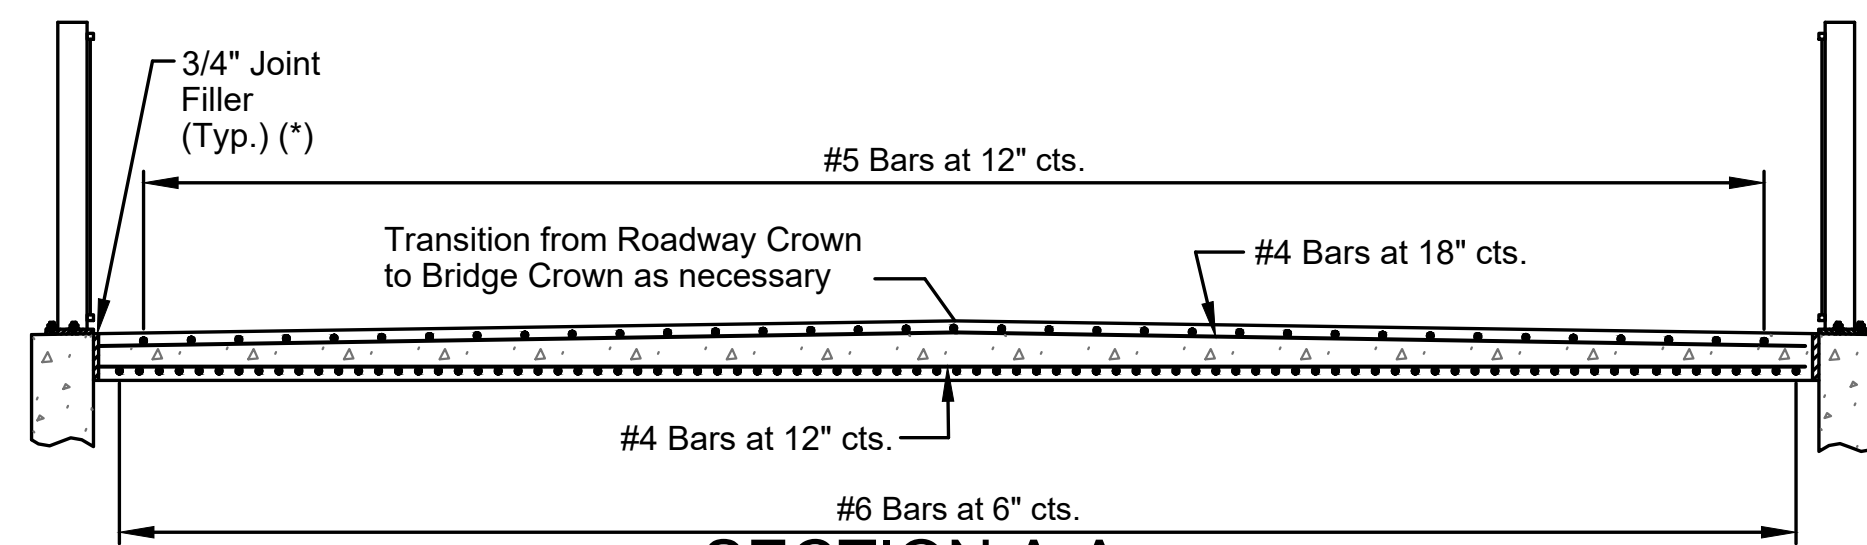 3/4" Joint
Filler
(Typ.) (*)
#5 Bars at 12" cts.
Transition from Roadway Crown
to Bridge Crown as necessary
#4 Bars at 18" cts.
#4 Bars at 12" cts.
#6 Bars at 6" cts.
SECTION A-A